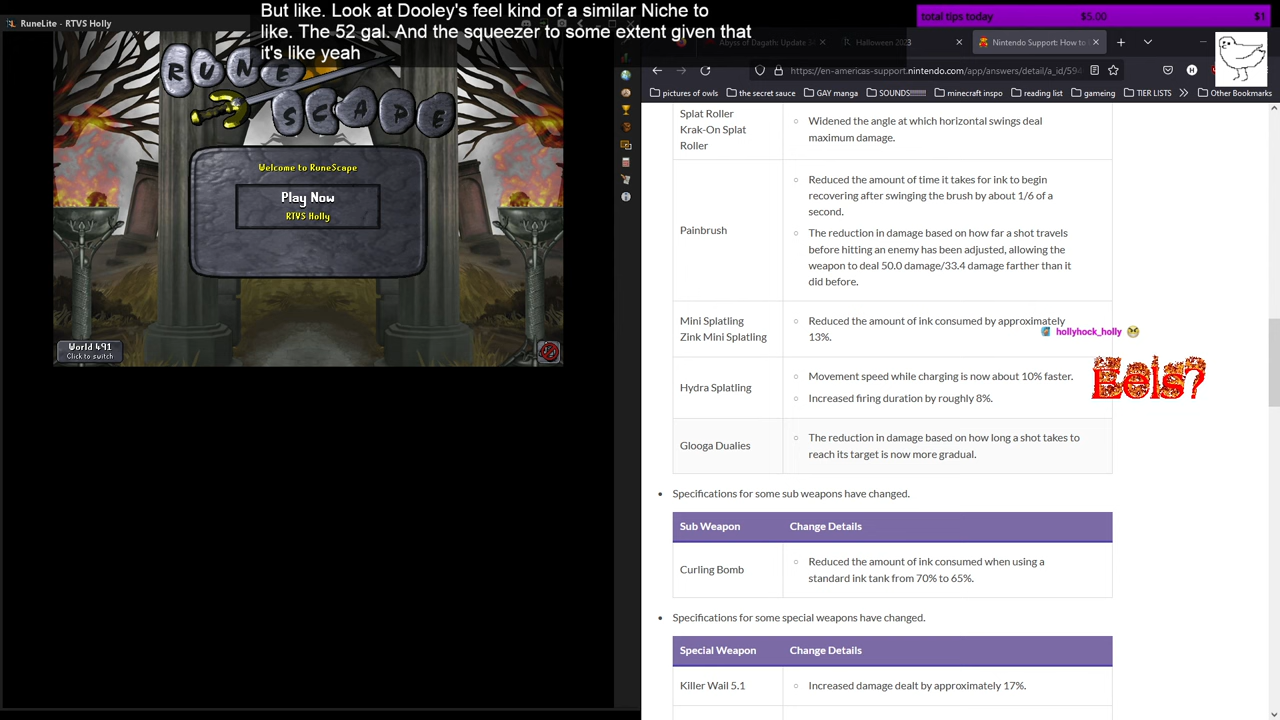 RuneLite - RTVS Holly
But like. Look at Dooley's feel kind of a similar Niche to
like. The 52 gal. And the squeezer to some extent given that
it's like yeah
total tips today $5.00 $1
Abyss of Dagath: Update
Halloween 2023
Nintendo Support: How to
https://en-americas-support.nintendo.com/app/answers/detail/a_id/594
pictures of owls
the secret sauce
GAY manga
SOUNDS
minecraft inspo
reading list
gameing
TIER LISTS
Other Bookmarks
RUNE
SCAPE
Welcome to RuneScape
Play Now
RTVS Holly
World 491
Click to switch
Splat Roller
Krak-On Splat
Roller
Widened the angle at which horizontal swings deal
maximum damage.
Painbrush
Reduced the amount of time it takes for ink to begin
recovering after swinging the brush by about 1/6 of a
second.
The reduction in damage based on how far a shot travels
before hitting an enemy has been adjusted, allowing the
weapon to deal 50.0 damage/33.4 damage farther than it
did before.
Mini Splatling
Zink Mini Splatling
Reduced the amount of ink consumed by approximately
13%.
hollyhock_holly
Eels?
Hydra Splatling
Movement speed while charging is now about 10% faster.
Increased firing duration by roughly 8%.
Glooga Dualies
The reduction in damage based on how long a shot takes to
reach its target is now more gradual.
Specifications for some sub weapons have changed.
Sub Weapon Change Details
Curling Bomb
Reduced the amount of ink consumed when using a
standard ink tank from 70% to 65%.
Specifications for some special weapons have changed.
Special Weapon Change Details
Killer Wail 5.1
Increased damage dealt by approximately 17%.